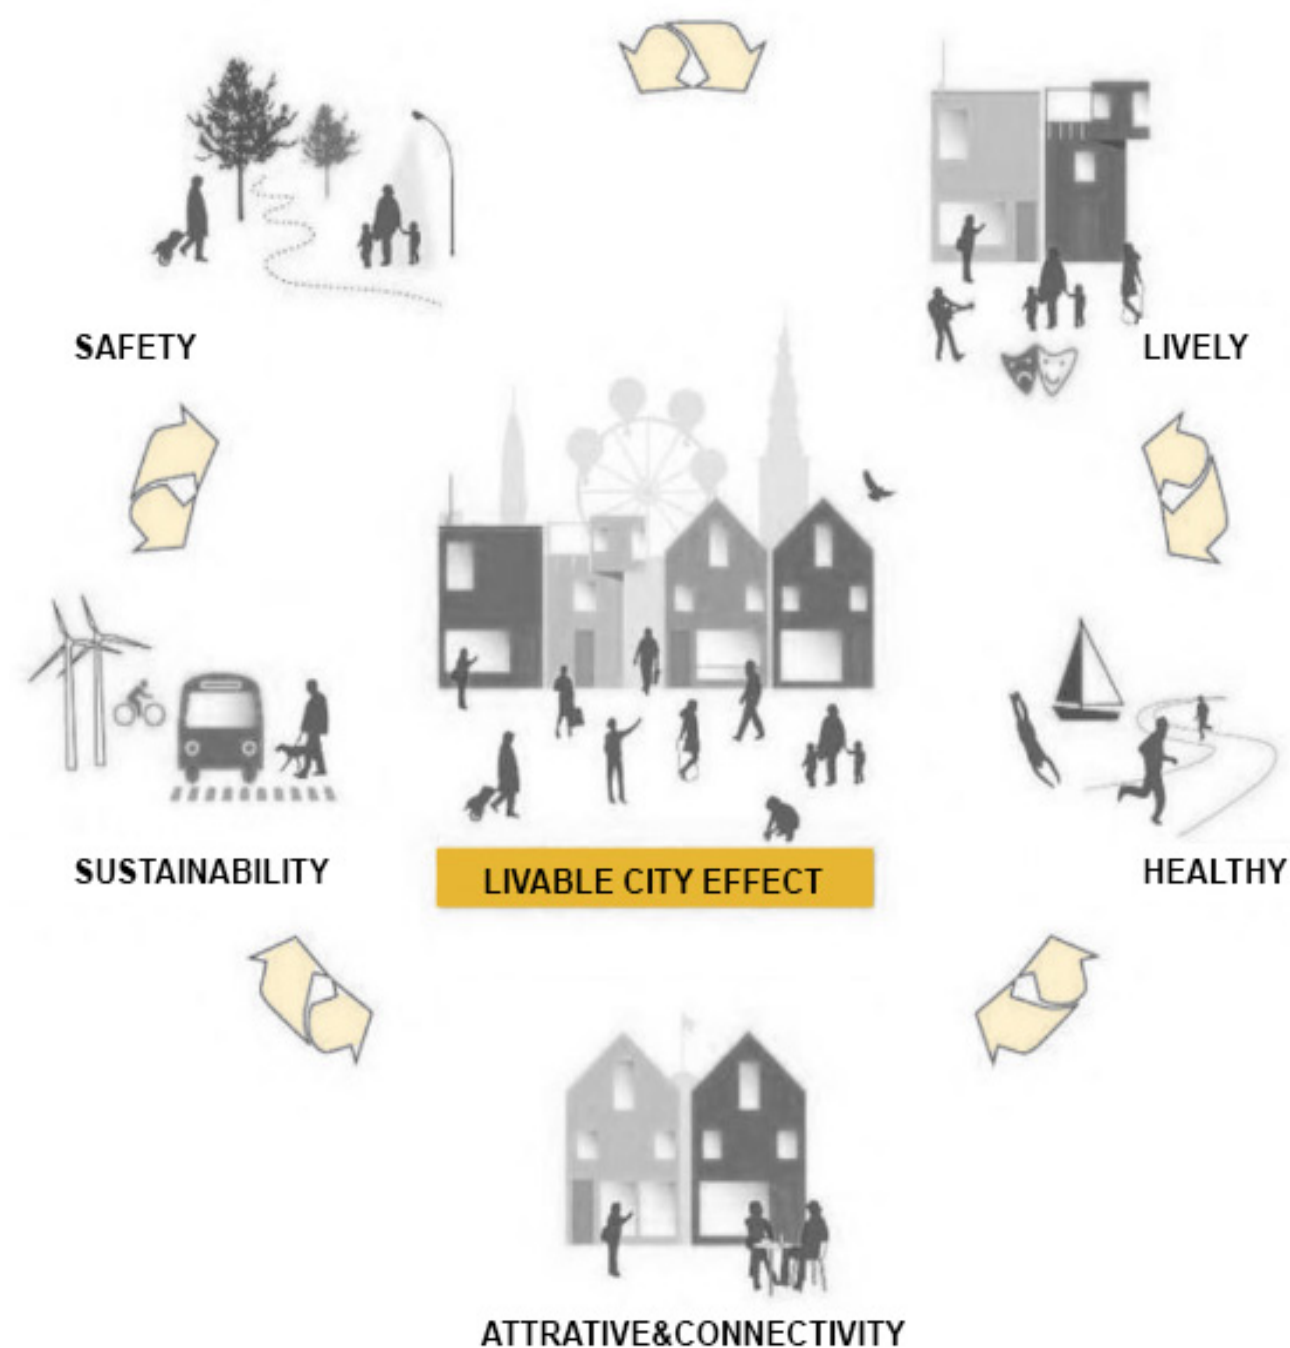 SAFETY
LIVELY
SUSTAINABILITY
LIVABLE CITY EFFECT
HEALTHY
ATTRATIVE&CONNECTIVITY